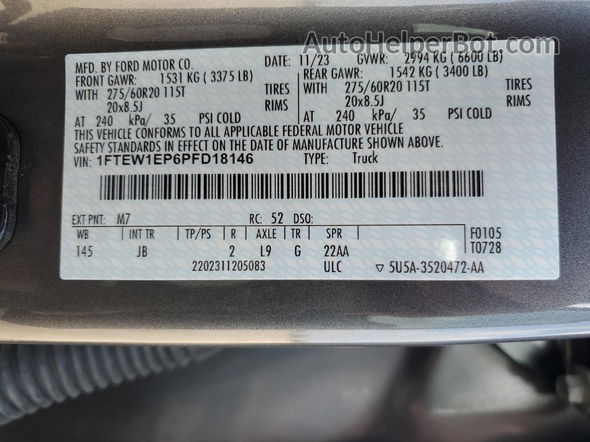 AutoHelperBot.com
MFG. BY FORD MOTOR CO. DATE: 11/23 GVWR: 2994 KG ( 6600 LB)
FRONT GAWR: 1531 KG ( 3375 LB) REAR GAWR: 1542 KG ( 3400 LB)
WITH 275/60R20 115T TIRES WITH 275/60R20 115T TIRES
20x8.5J RIMS 20x8.5J RIMS
AT 240 kPa/ 35 PSI COLD AT 240 kPa/ 35 PSI COLD
THIS VEHICLE CONFORMS TO ALL APPLICABLE FEDERAL MOTOR VEHICLE
SAFETY STANDARDS IN EFFECT ON THE DATE OF MANUFACTURE SHOWN ABOVE.
VIN: 1FTEW1EP6PFD18146 TYPE: Truck
EXT PNT: M7 RC: 52 DSO:
WB INT TR TP/PS R AXLE TR SPR F0105
145 JB 2 L9 G 22AA T0728
2202311205083 ULC ▽ 5U5A-3520472-AA
AutoHelperBot.com